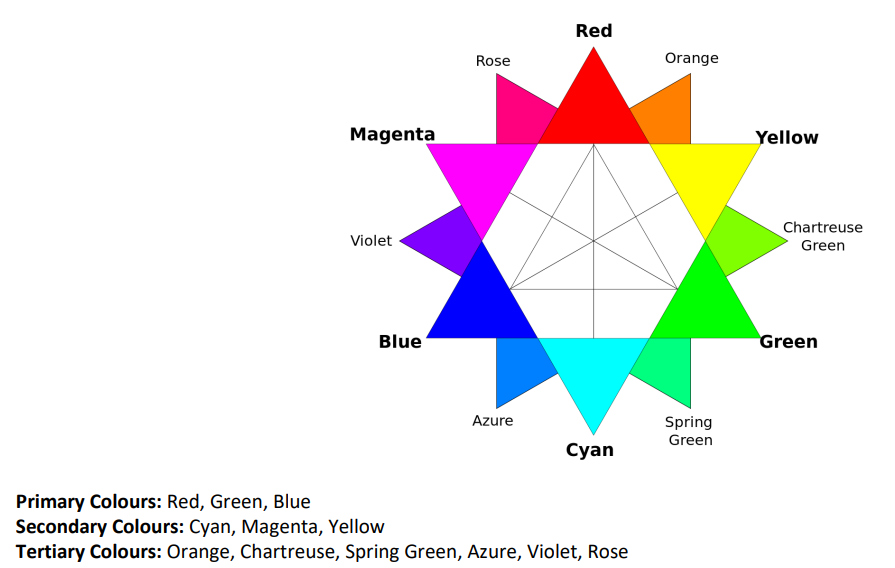 Red
Rose
Orange
Magenta
Yellow
Violet
Chartreuse
Green
Blue
Green
Azure
Spring
Green
Cyan
Primary Colours: Red, Green, Blue
Secondary Colours: Cyan, Magenta, Yellow
Tertiary Colours: Orange, Chartreuse, Spring Green, Azure, Violet, Rose